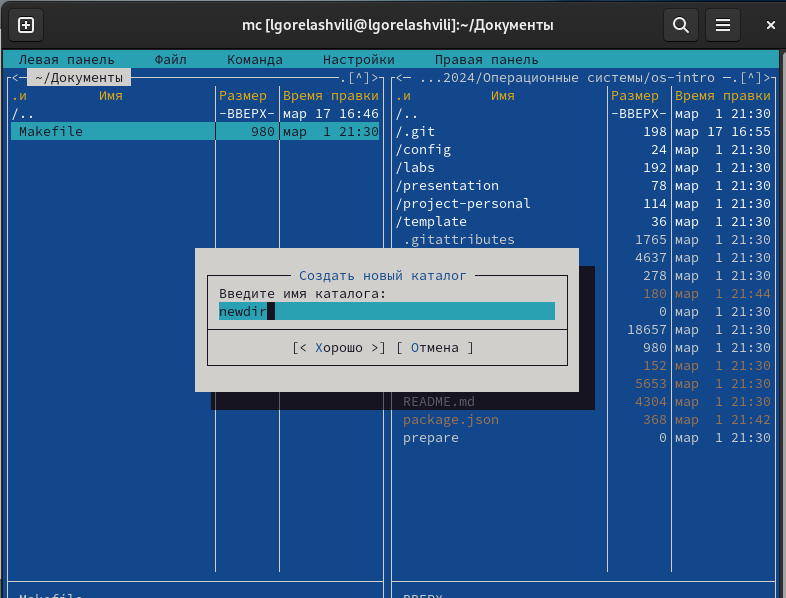 mc [lgorelashvili@lgorelashvili]:~/Документы
Левая панель Файл Команда Настройки Правая панель
<— ~/Документы .[^]>
.и Имя Размер Время правки
/.. -ВВЕРХ- мар 17 16:46
Makefile 980 мар 1 21:30
<— ...2024/Операционные системы/os-intro —.[^]>
.и Имя Размер Время правки
/.. -ВВЕРХ- мар 1 21:30
/.git 198 мар 17 16:55
/config 24 мар 1 21:30
/labs 192 мар 1 21:30
/presentation 78 мар 1 21:30
/project-personal 114 мар 1 21:30
/template 36 мар 1 21:30
.gitattributes 1765 мар 1 21:30
4637 мар 1 21:30
278 мар 1 21:30
180 мар 1 21:44
0 мар 1 21:30
18657 мар 1 21:30
980 мар 1 21:30
152 мар 1 21:30
5653 мар 1 21:30
README.md 4304 мар 1 21:30
package.json 368 мар 1 21:42
prepare 0 мар 1 21:30
Создать новый каталог
Введите имя каталога:
newdir
[< Хорошо >] [ Отмена ]
Makefile
-ВВЕРХ-